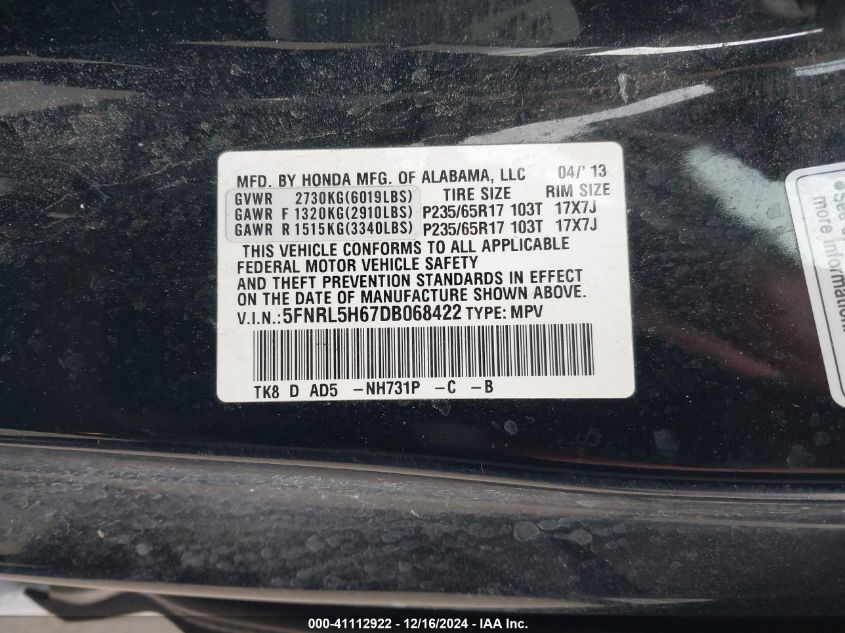 MFD. BY HONDA MFG. OF ALABAMA, LLC 04/'13
GVWR 2730KG(6019LBS) TIRE SIZE RIM SIZE
GAWR F 1320KG(2910LBS) P235/65R17 103T 17X7J
GAWR R 1515KG(3340LBS) P235/65R17 103T 17X7J
THIS VEHICLE CONFORMS TO ALL APPLICABLE
FEDERAL MOTOR VEHICLE SAFETY
AND THEFT PREVENTION STANDARDS IN EFFECT
ON THE DATE OF MANUFACTURE SHOWN ABOVE.
V.I.N.:5FNRL5H67DB068422 TYPE: MPV
TK8 D AD5 -NH731P -C -B
•See
more information
000-41112922 - 12/16/2024 - IAA Inc.